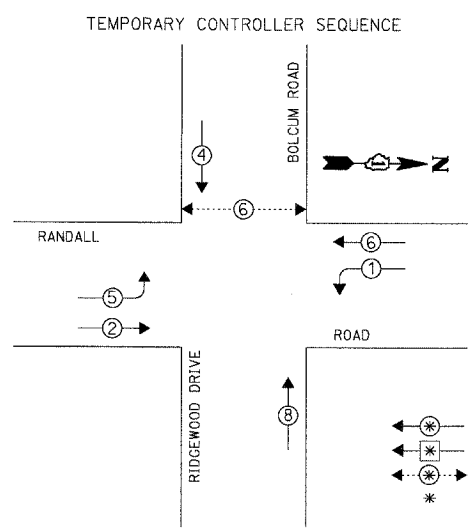 TEMPORARY CONTROLLER SEQUENCE
BOLCUM ROAD
4
N
6
RANDALL
6
1
5
2
ROAD
RIDGEWOOD DRIVE
8
*
*
*
*